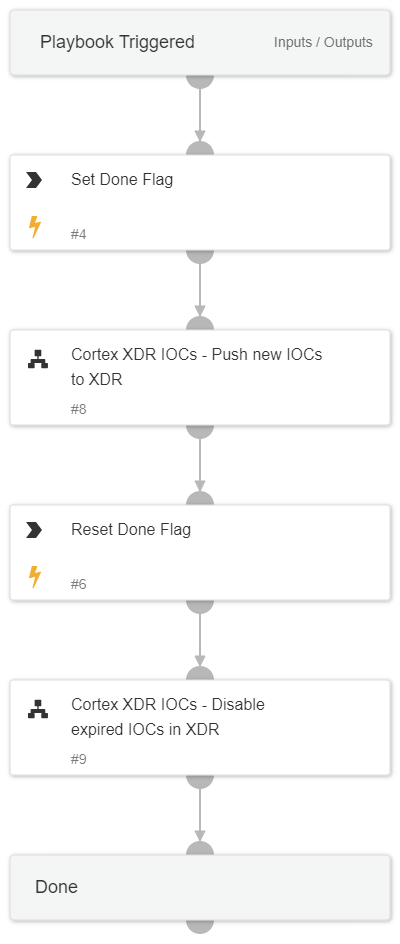 Playbook Triggered Inputs / Outputs
Set Done Flag
#4
Cortex XDR IOCs - Push new IOCs
to XDR
#8
Reset Done Flag
#6
Cortex XDR IOCs - Disable
expired IOCs in XDR
#9
Done